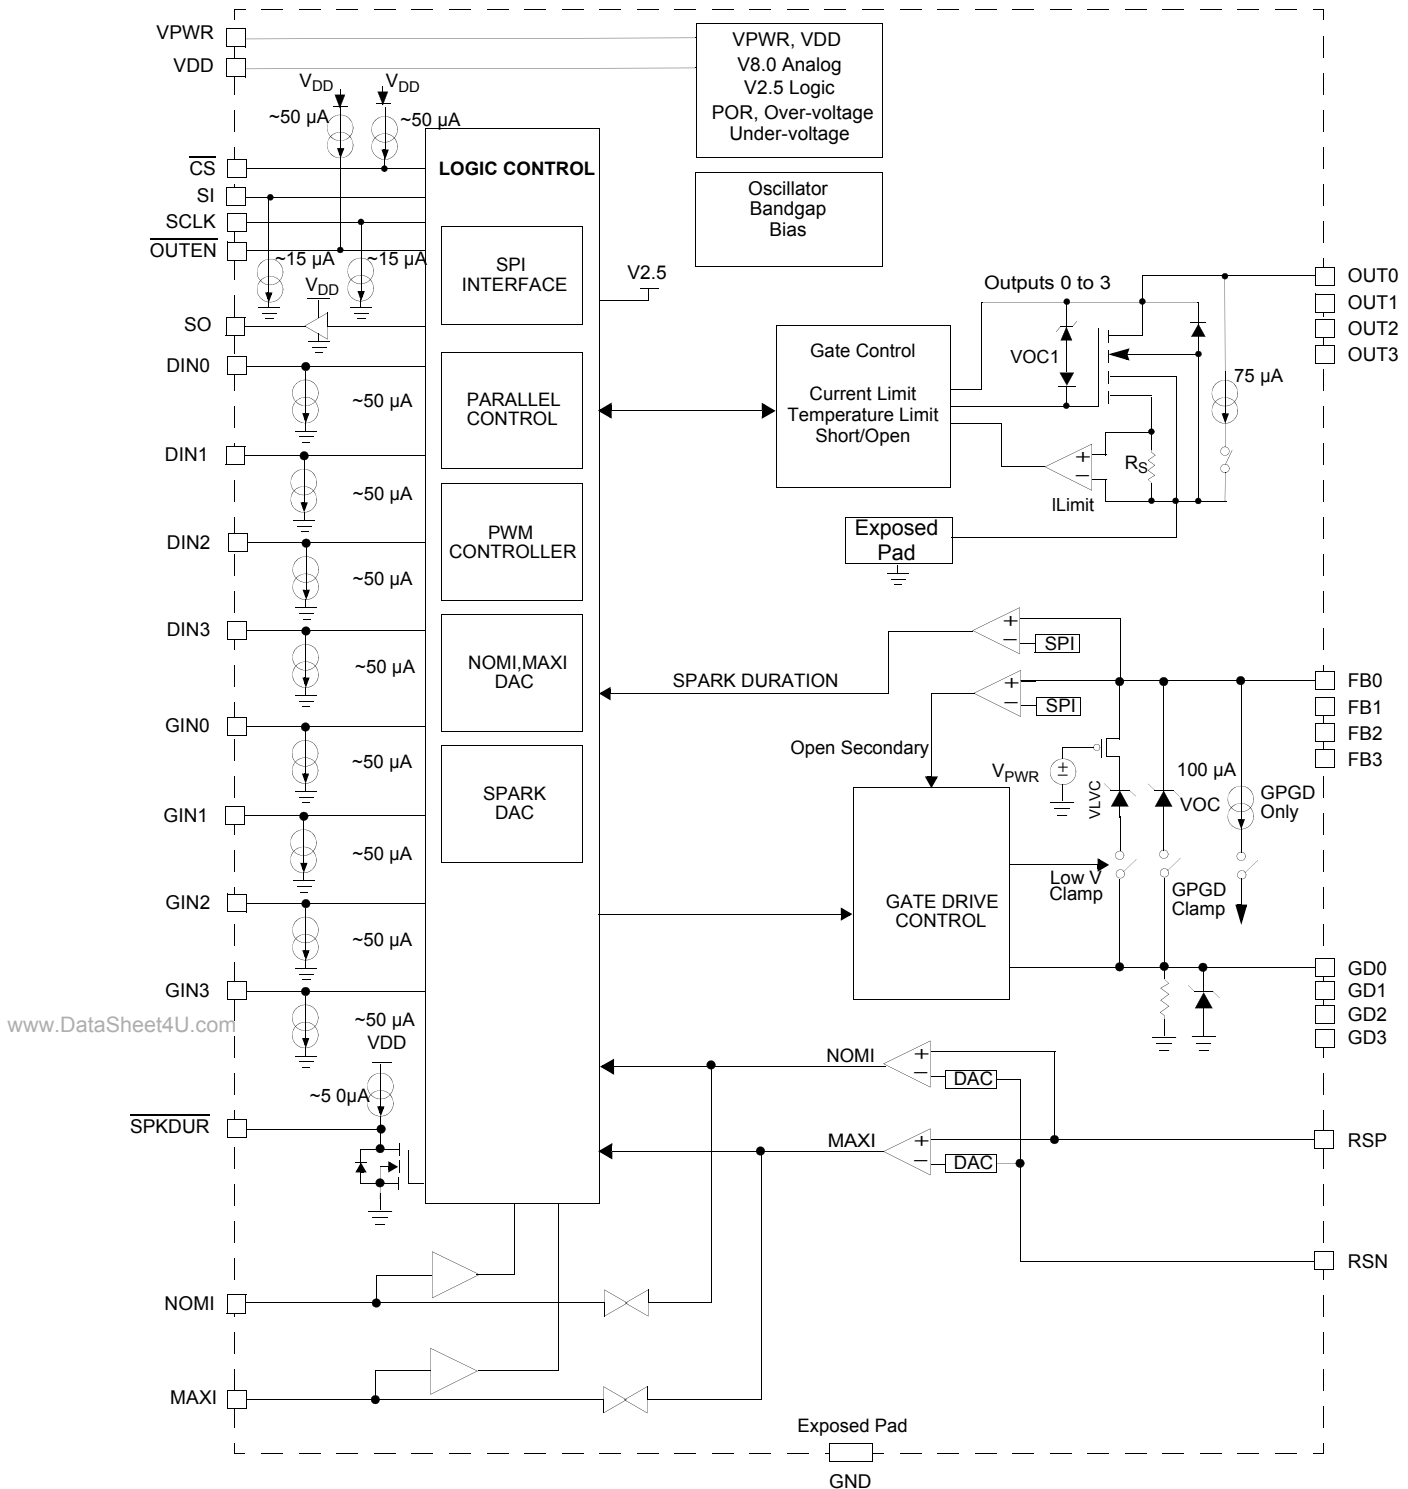 VPWR
VDD
CS
SI
SCLK
OUTEN
SO
DIN0
DIN1
DIN2
DIN3
GIN0
GIN1
GIN2
GIN3
www.DataSheet4U.com
SPKDUR
NOMI
MAXI
VDD
VDD
~50 µA
~50 µA
~15 µA
~15 µA
VDD
~50 µA
~50 µA
~50 µA
~50 µA
~50 µA
~50 µA
~50 µA
~50 µA
VDD
~5 0µA
LOGIC CONTROL
SPI
INTERFACE
PARALLEL
CONTROL
PWM
CONTROLLER
NOMI,MAXI
DAC
SPARK
DAC
V2.5
VPWR, VDD
V8.0 Analog
V2.5 Logic
POR, Over-voltage
Under-voltage
Oscillator
Bandgap
Bias
Outputs 0 to 3
Gate Control
Current Limit
Temperature Limit
Short/Open
VOC1
75 µA
+
−
RS
ILimit
Exposed
Pad
+
−
SPI
SPARK DURATION
+
−
SPI
Open Secondary
VPWR
±
VLVC
100 µA
VOC
GPGD
Only
Low V
Clamp
GPGD
Clamp
GATE DRIVE
CONTROL
NOMI
+
−
DAC
MAXI
+
−
DAC
OUT0
OUT1
OUT2
OUT3
FB0
FB1
FB2
FB3
GD0
GD1
GD2
GD3
RSP
RSN
Exposed Pad
GND